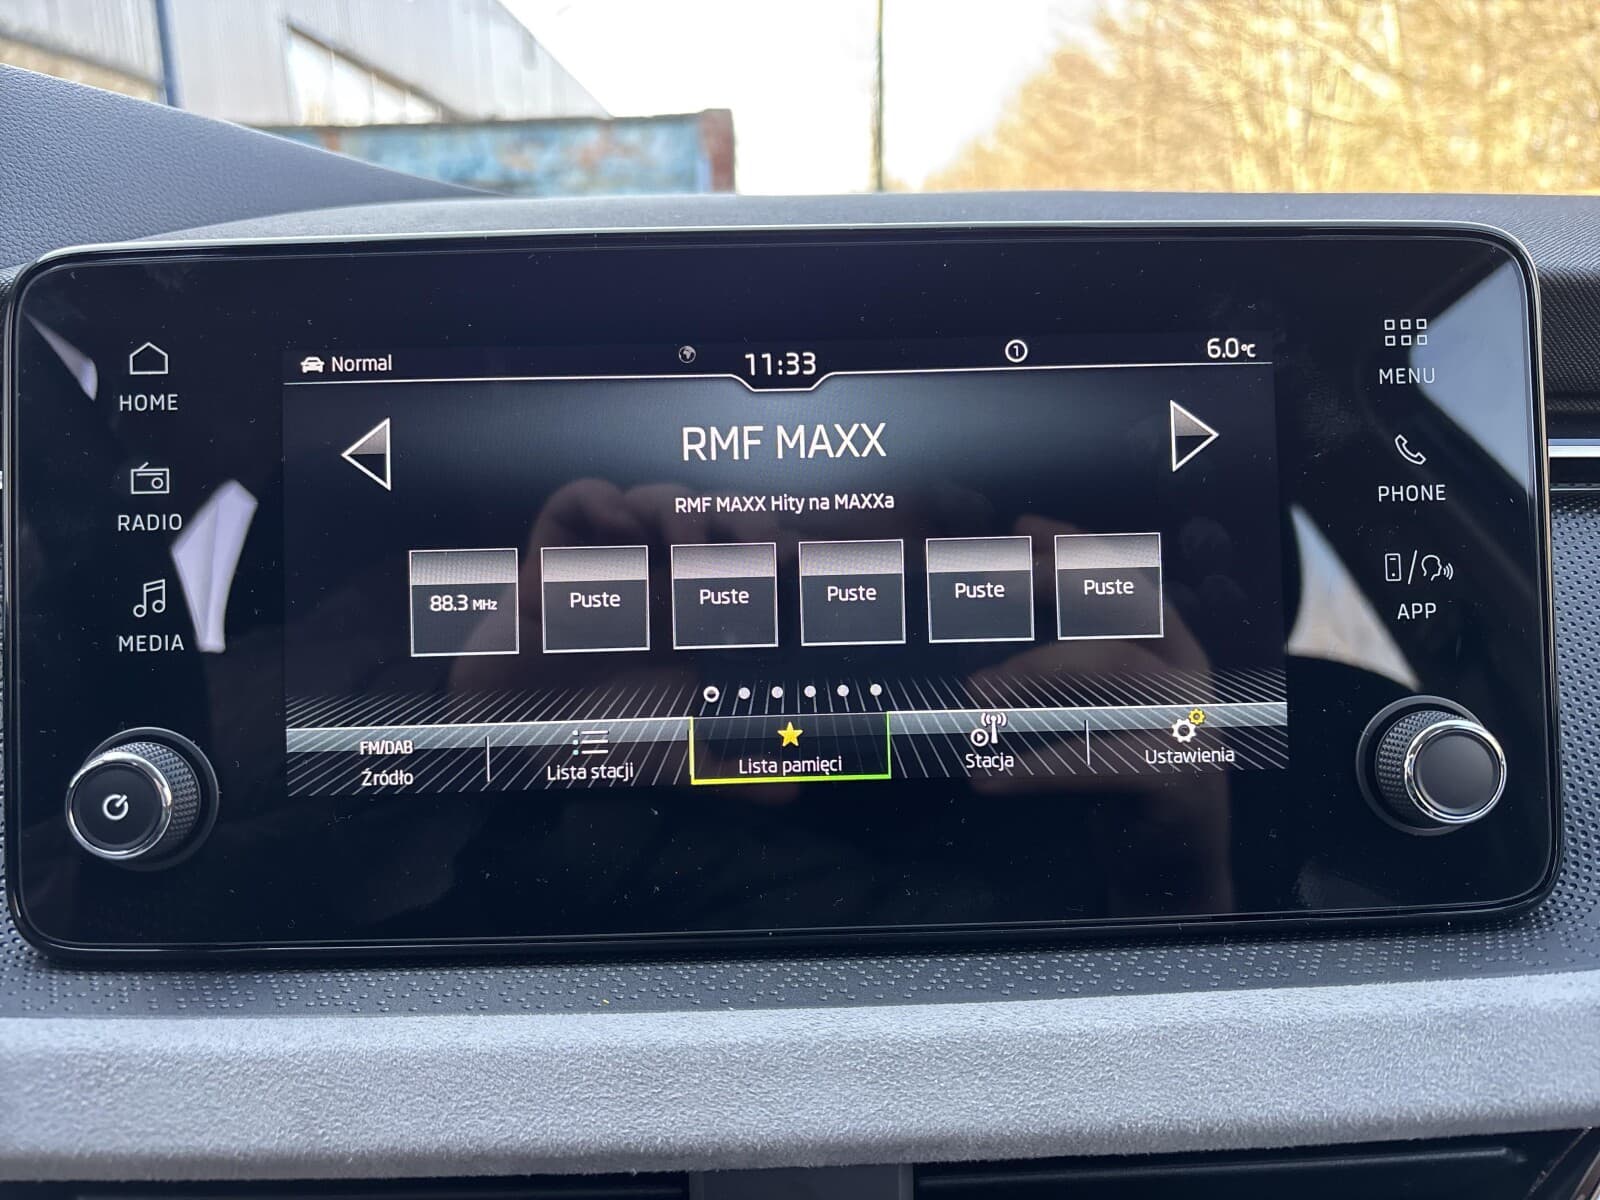 HOME
RADIO
MEDIA
Normal
11:33
1
6.0°C
RMF MAXX
RMF MAXX Hity na MAXXa
88.3 MHz
Puste
Puste
Puste
Puste
Puste
FM/DAB
Źródło
Lista stacji
Lista pamięci
Stacja
Ustawienia
MENU
PHONE
APP